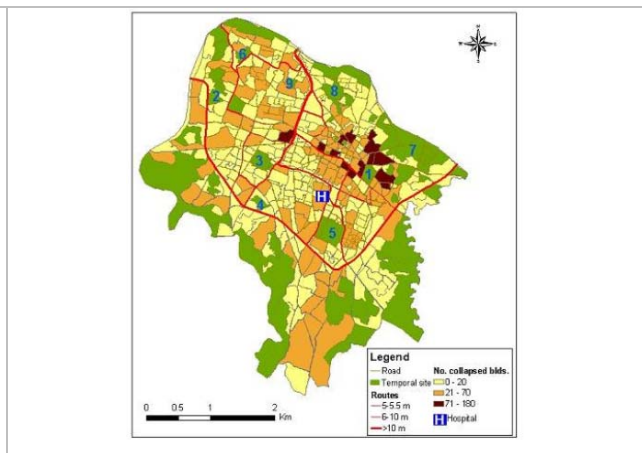 N
6
9
8
2
7
3
1
4
H
5
Legend
Road
Temporal site
Routes
5-5.5 m
6-10 m
>10 m
No. collapsed blds.
0 - 20
21 - 70
71 - 180
H Hospital
0 0.5 1 2
Km